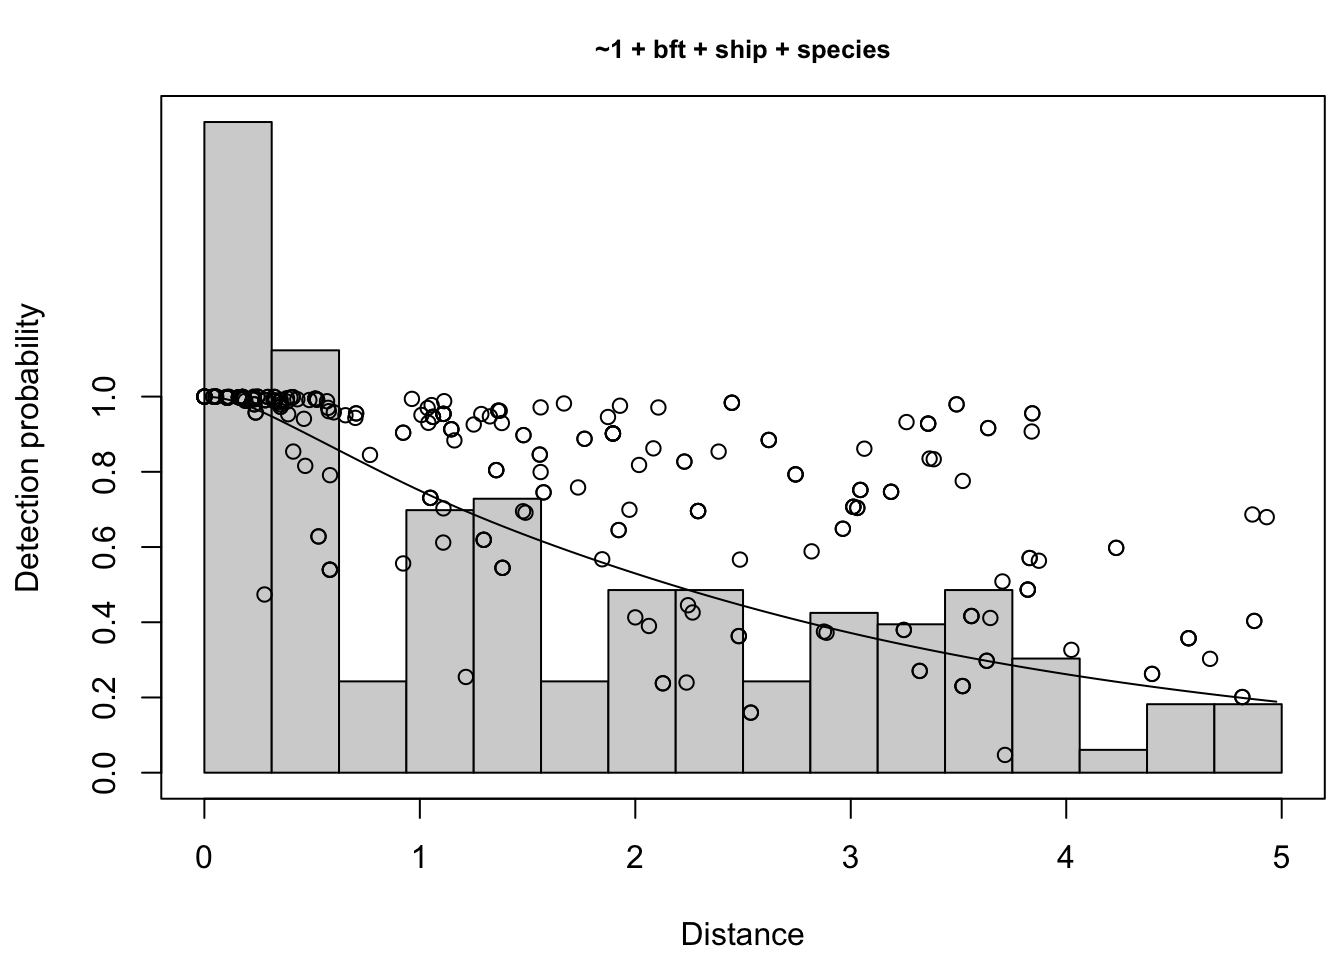 ~1 + bft + ship + species
Detection probability
1.0
0.8
0.6
0.4
0.2
0.0
0 1 2 3 4 5
Distance